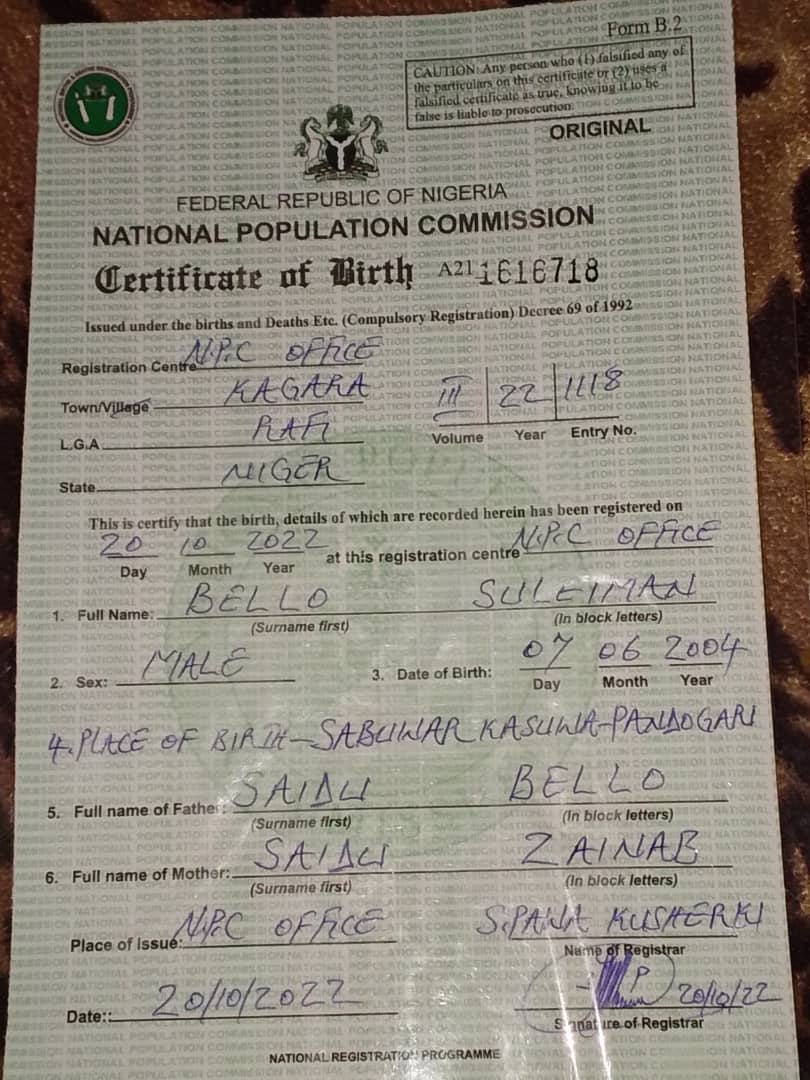 Form B.2
CAUTION: Any person who (1) falsified any of
the particulars on this certificate or (2) uses a
falsified certificate as true, knowing it to be
false is liable to prosecution
ORIGINAL
FEDERAL REPUBLIC OF NIGERIA
NATIONAL POPULATION COMMISSION
Certificate of Birth A21 1616718
Issued under the births and Deaths Etc. (Compulsory Registration) Decree 69 of 1992
Registration Centre N.P.C OFFICE
Town/Village KAGARA
III 22 1118
Volume Year Entry No.
L.G.A RAFI
State NIGER
This is certify that the birth, details of which are recorded herein has been registered on
20 10 2022 at this registration centre N.P.C OFFICE
Day Month Year
1. Full Name: BELLO SULEIMAN
(Surname first) (In block letters)
2. Sex: MALE 3. Date of Birth: 07 06 2004
Day Month Year
4. PLACE OF BIRTH - SABUWAR KASUWA - PANDOGARI
5. Full name of Father: SAIDU BELLO
(Surname first) (In block letters)
6. Full name of Mother: SAIDU ZAINAB
(Surname first) (In block letters)
Place of Issue: N.P.C OFFICE S. PAWA KUSHERKI
Name of Registrar
Date:: 20/10/2022 20/10/22
Signature of Registrar
NATIONAL REGISTRATION PROGRAMME